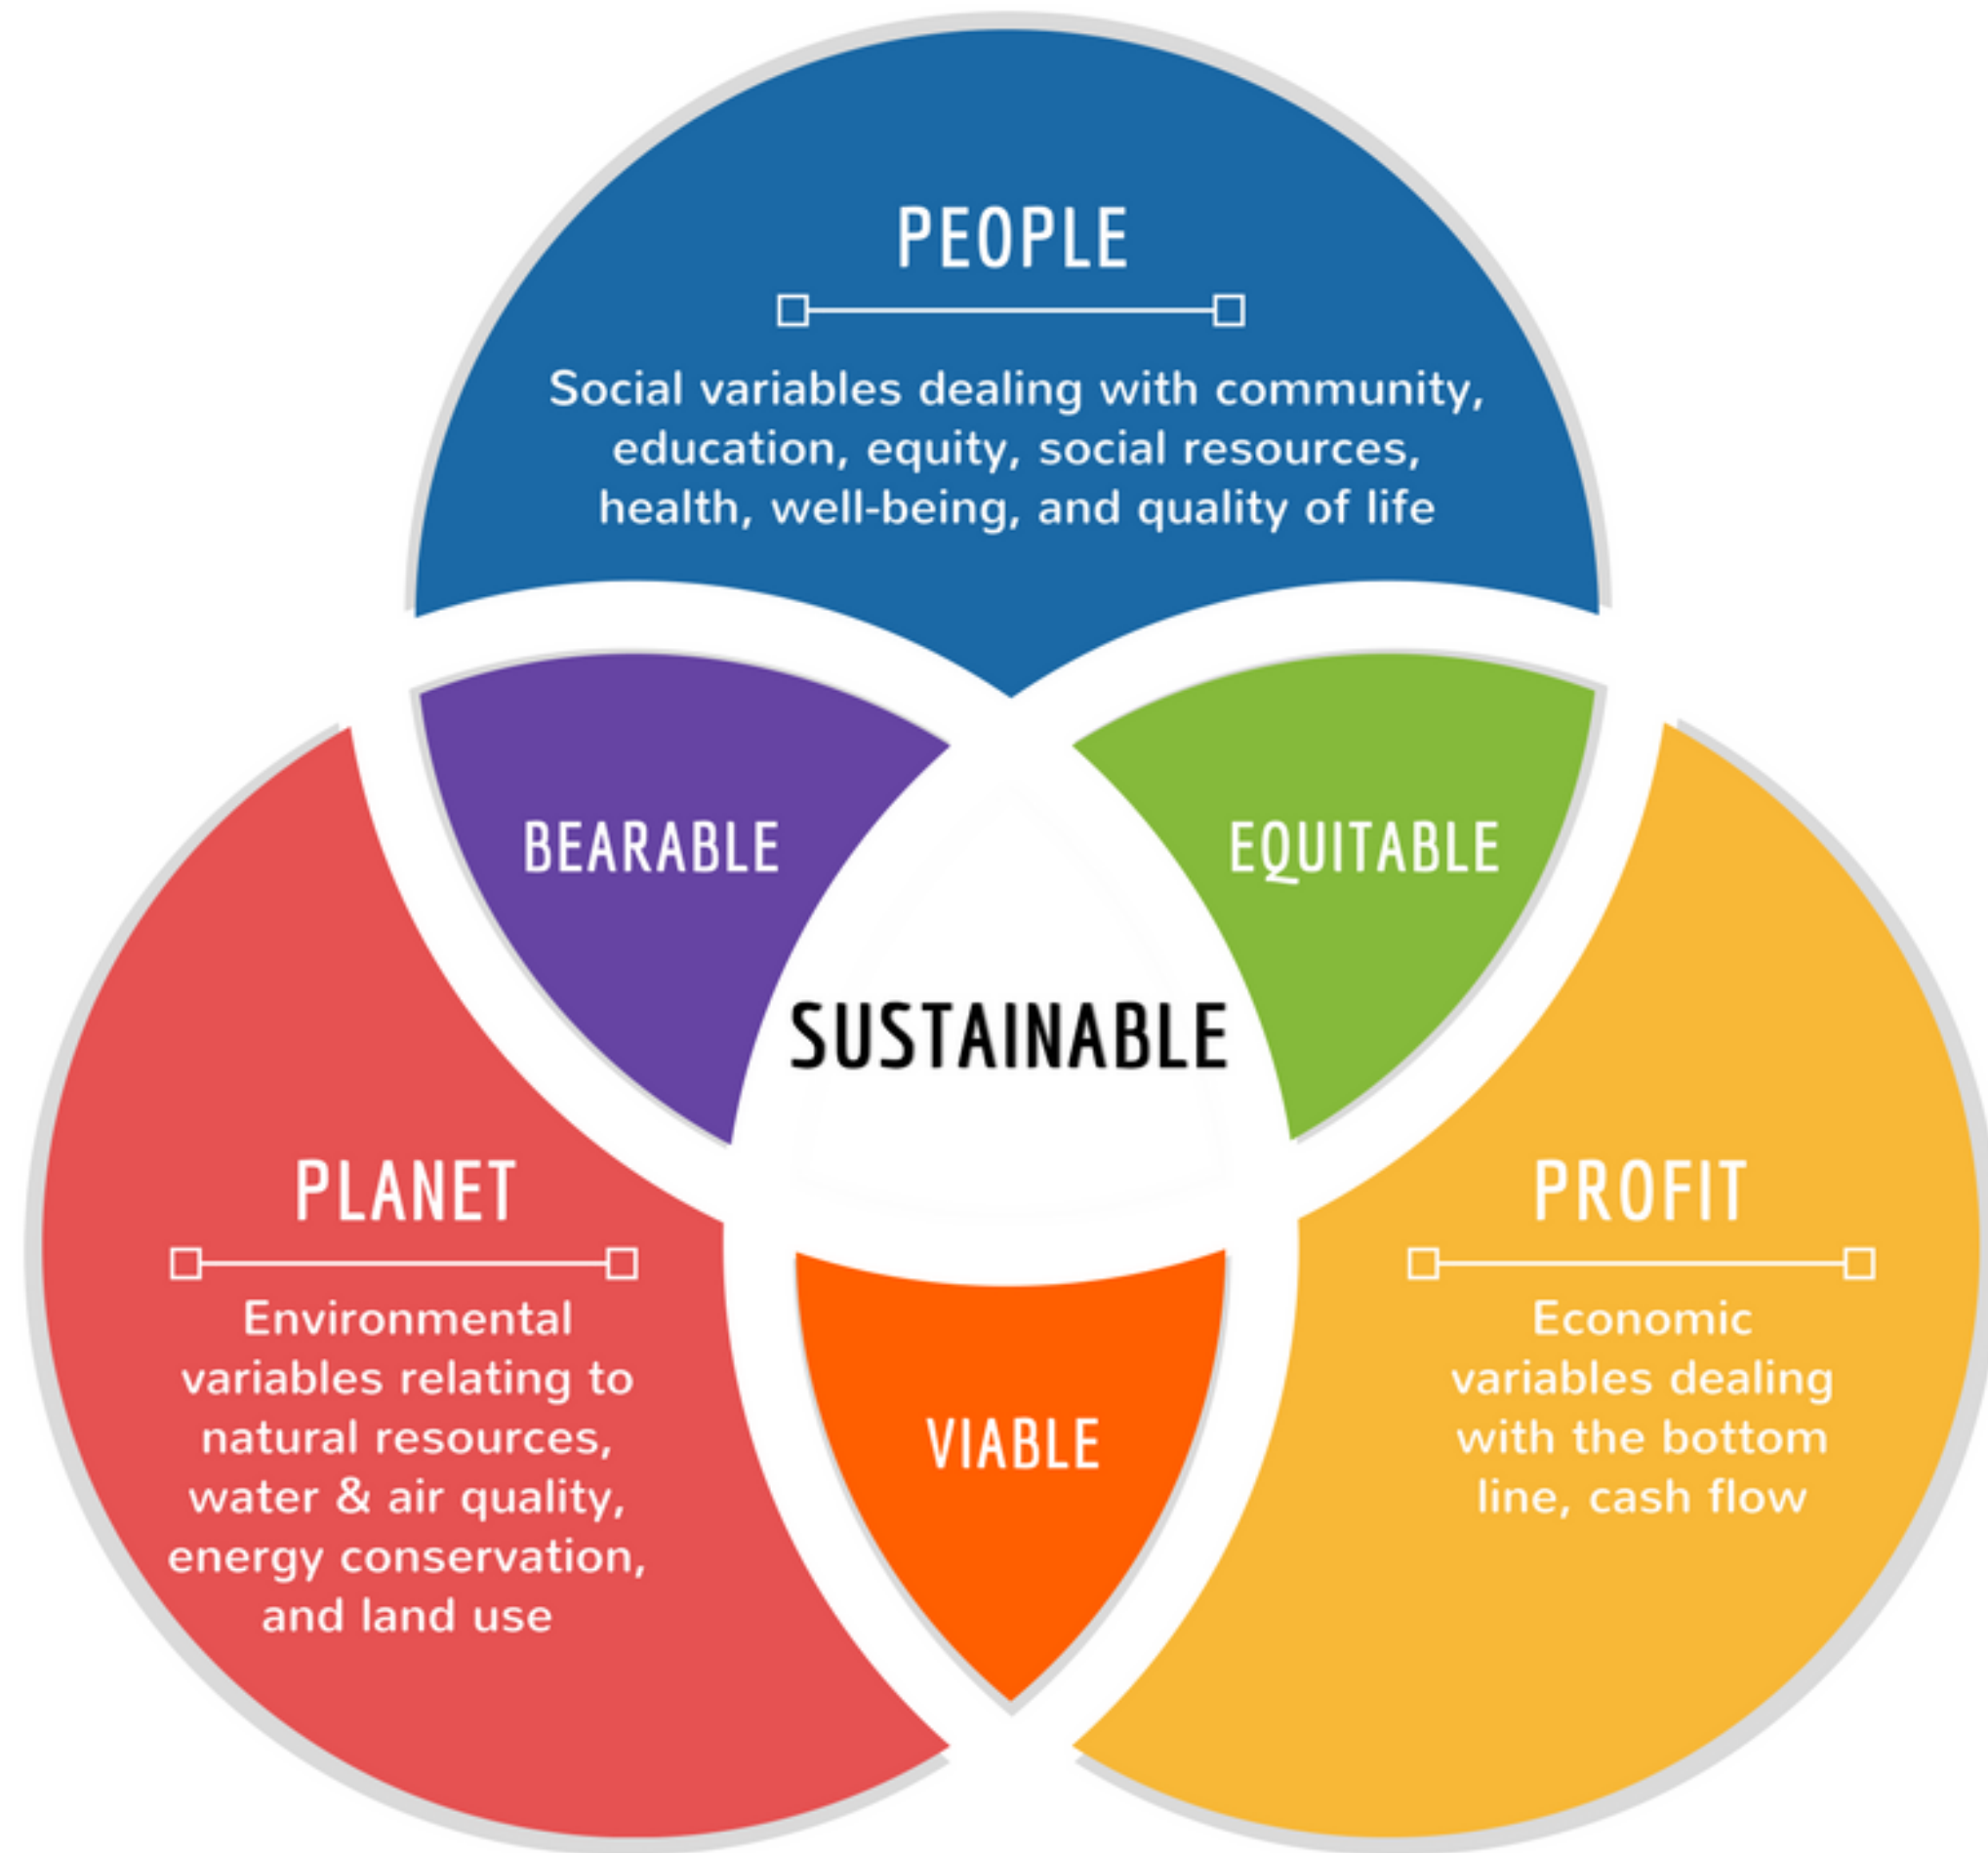 PEOPLE
Social variables dealing with community,
education, equity, social resources,
health, well-being, and quality of life
BEARABLE
EQUITABLE
SUSTAINABLE
PLANET
Environmental
variables relating to
natural resources,
water & air quality,
energy conservation,
and land use
VIABLE
PROFIT
Economic
variables dealing
with the bottom
line, cash flow